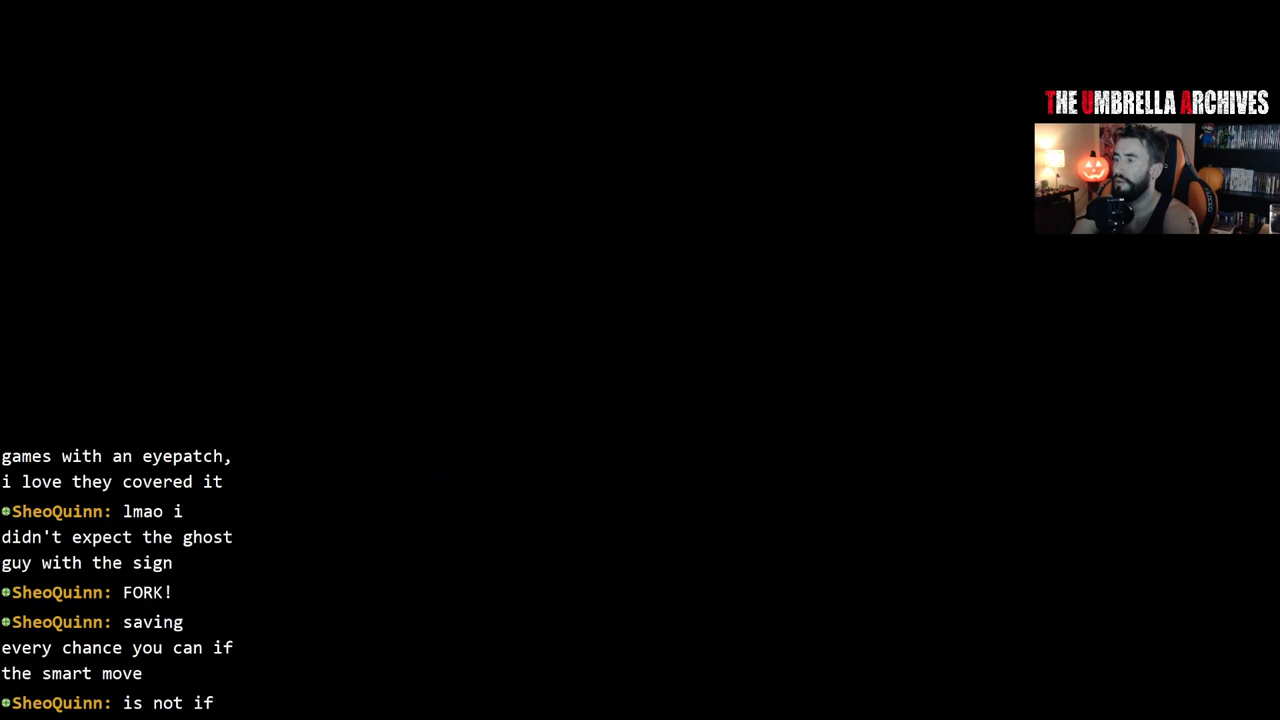 THE UMBRELLA ARCHIVES
games with an eyepatch,
i love they covered it
SheoQuinn: lmao i
didn't expect the ghost
guy with the sign
SheoQuinn: FORK!
SheoQuinn: saving
every chance you can if
the smart move
SheoQuinn: is not if